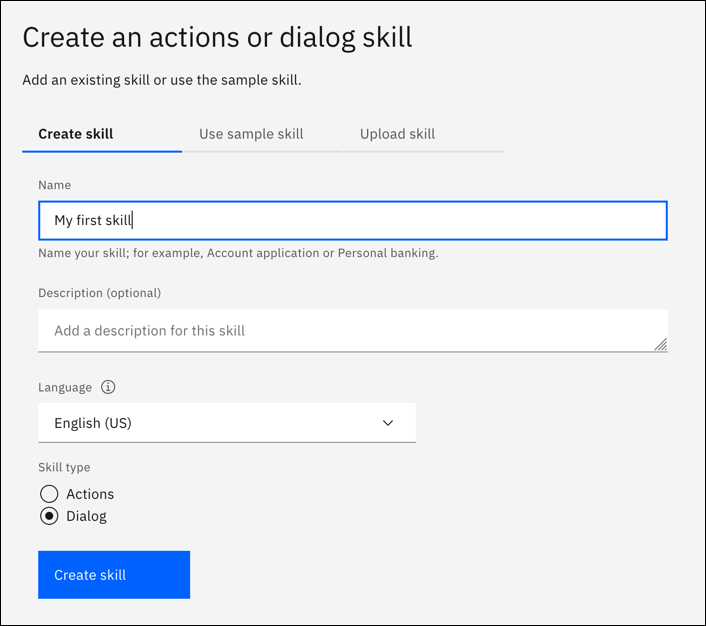 Create an actions or dialog skill
Add an existing skill or use the sample skill.
Create skill
Use sample skill
Upload skill
Name
My first skill
Name your skill; for example, Account application or Personal banking.
Description (optional)
Add a description for this skill
Language
English (US)
Skill type
Actions
Dialog
Create skill